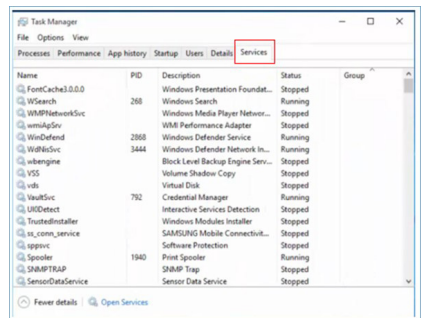 Task Manager
File Options View
Processes Performance App history Startup Users Details Services
Name PID Description Status Group
FontCache3.0.0.0 Windows Presentation Foundat... Stopped
WSearch 268 Windows Search Running
WMPNetworkSvc Windows Media Player Networ... Stopped
wmiApSrv WMI Performance Adapter Stopped
WinDefend 2868 Windows Defender Service Running
WdNisSvc 3444 Windows Defender Network In... Running
wbengine Block Level Backup Engine Serv... Stopped
VSS Volume Shadow Copy Stopped
vds Virtual Disk Stopped
VaultSvc 792 Credential Manager Running
UI0Detect Interactive Services Detection Stopped
TrustedInstaller Windows Modules Installer Stopped
ss_conn_service SAMSUNG Mobile Connectivit... Stopped
sppsvc Software Protection Stopped
Spooler 1940 Print Spooler Running
SNMPTRAP SNMP Trap Stopped
SensorDataService Sensor Data Service Stopped
Fewer details Open Services